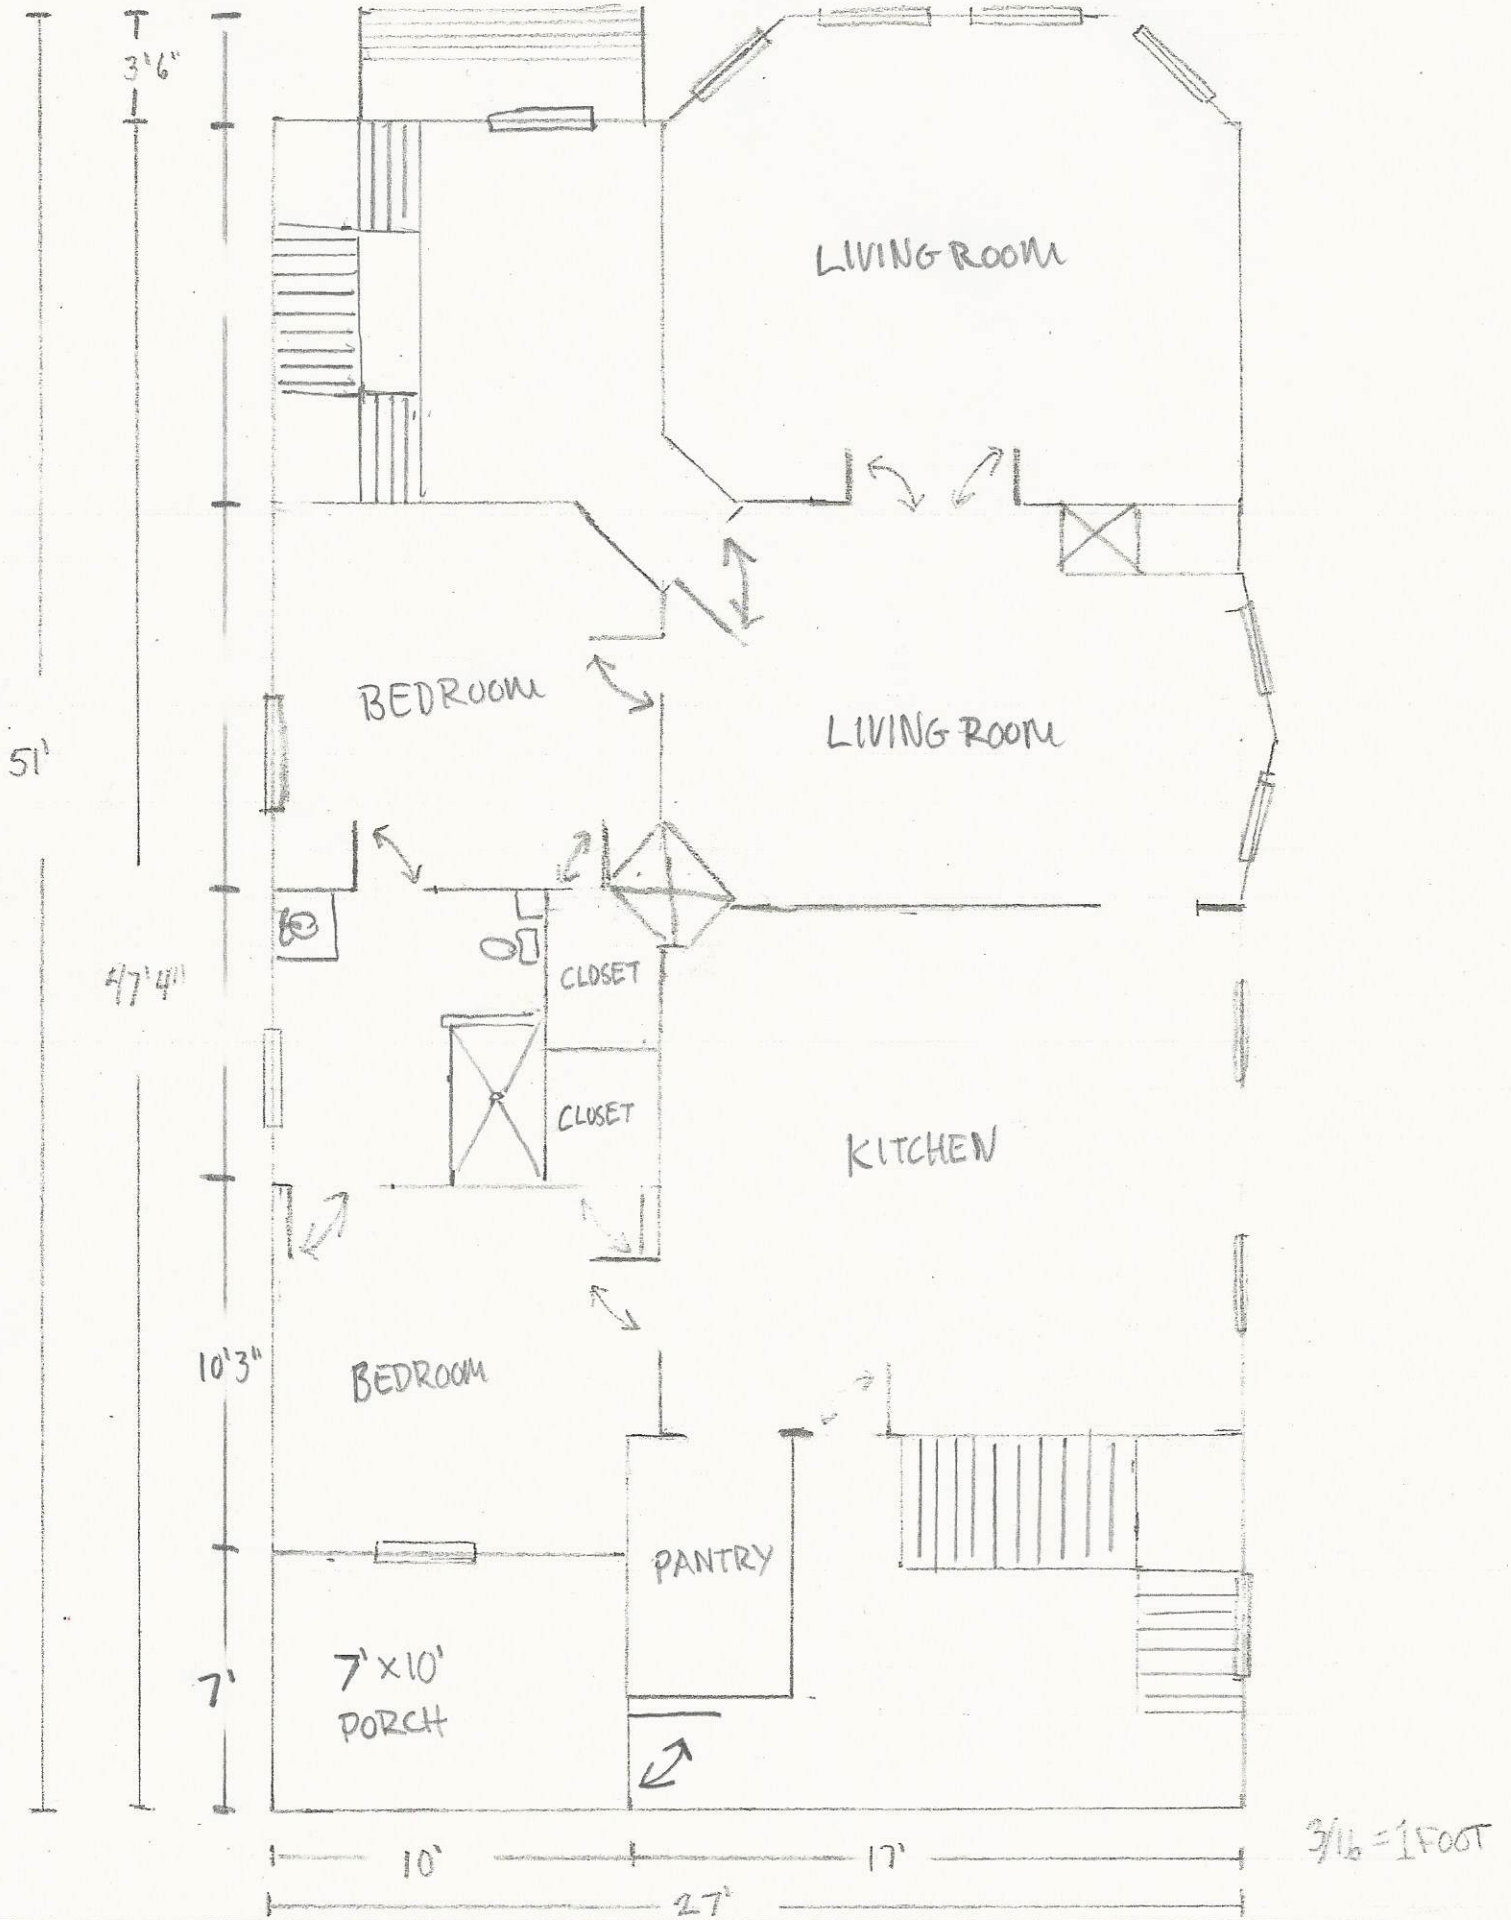 3'6"
LIVING ROOM
BEDROOM
LIVING ROOM
51'
47'4"
CLOSET
CLOSET
KITCHEN
10'3"
BEDROOM
PANTRY
7'
7' x 10'
PORCH
3/16 = 1 FOOT
10'
17'
27'